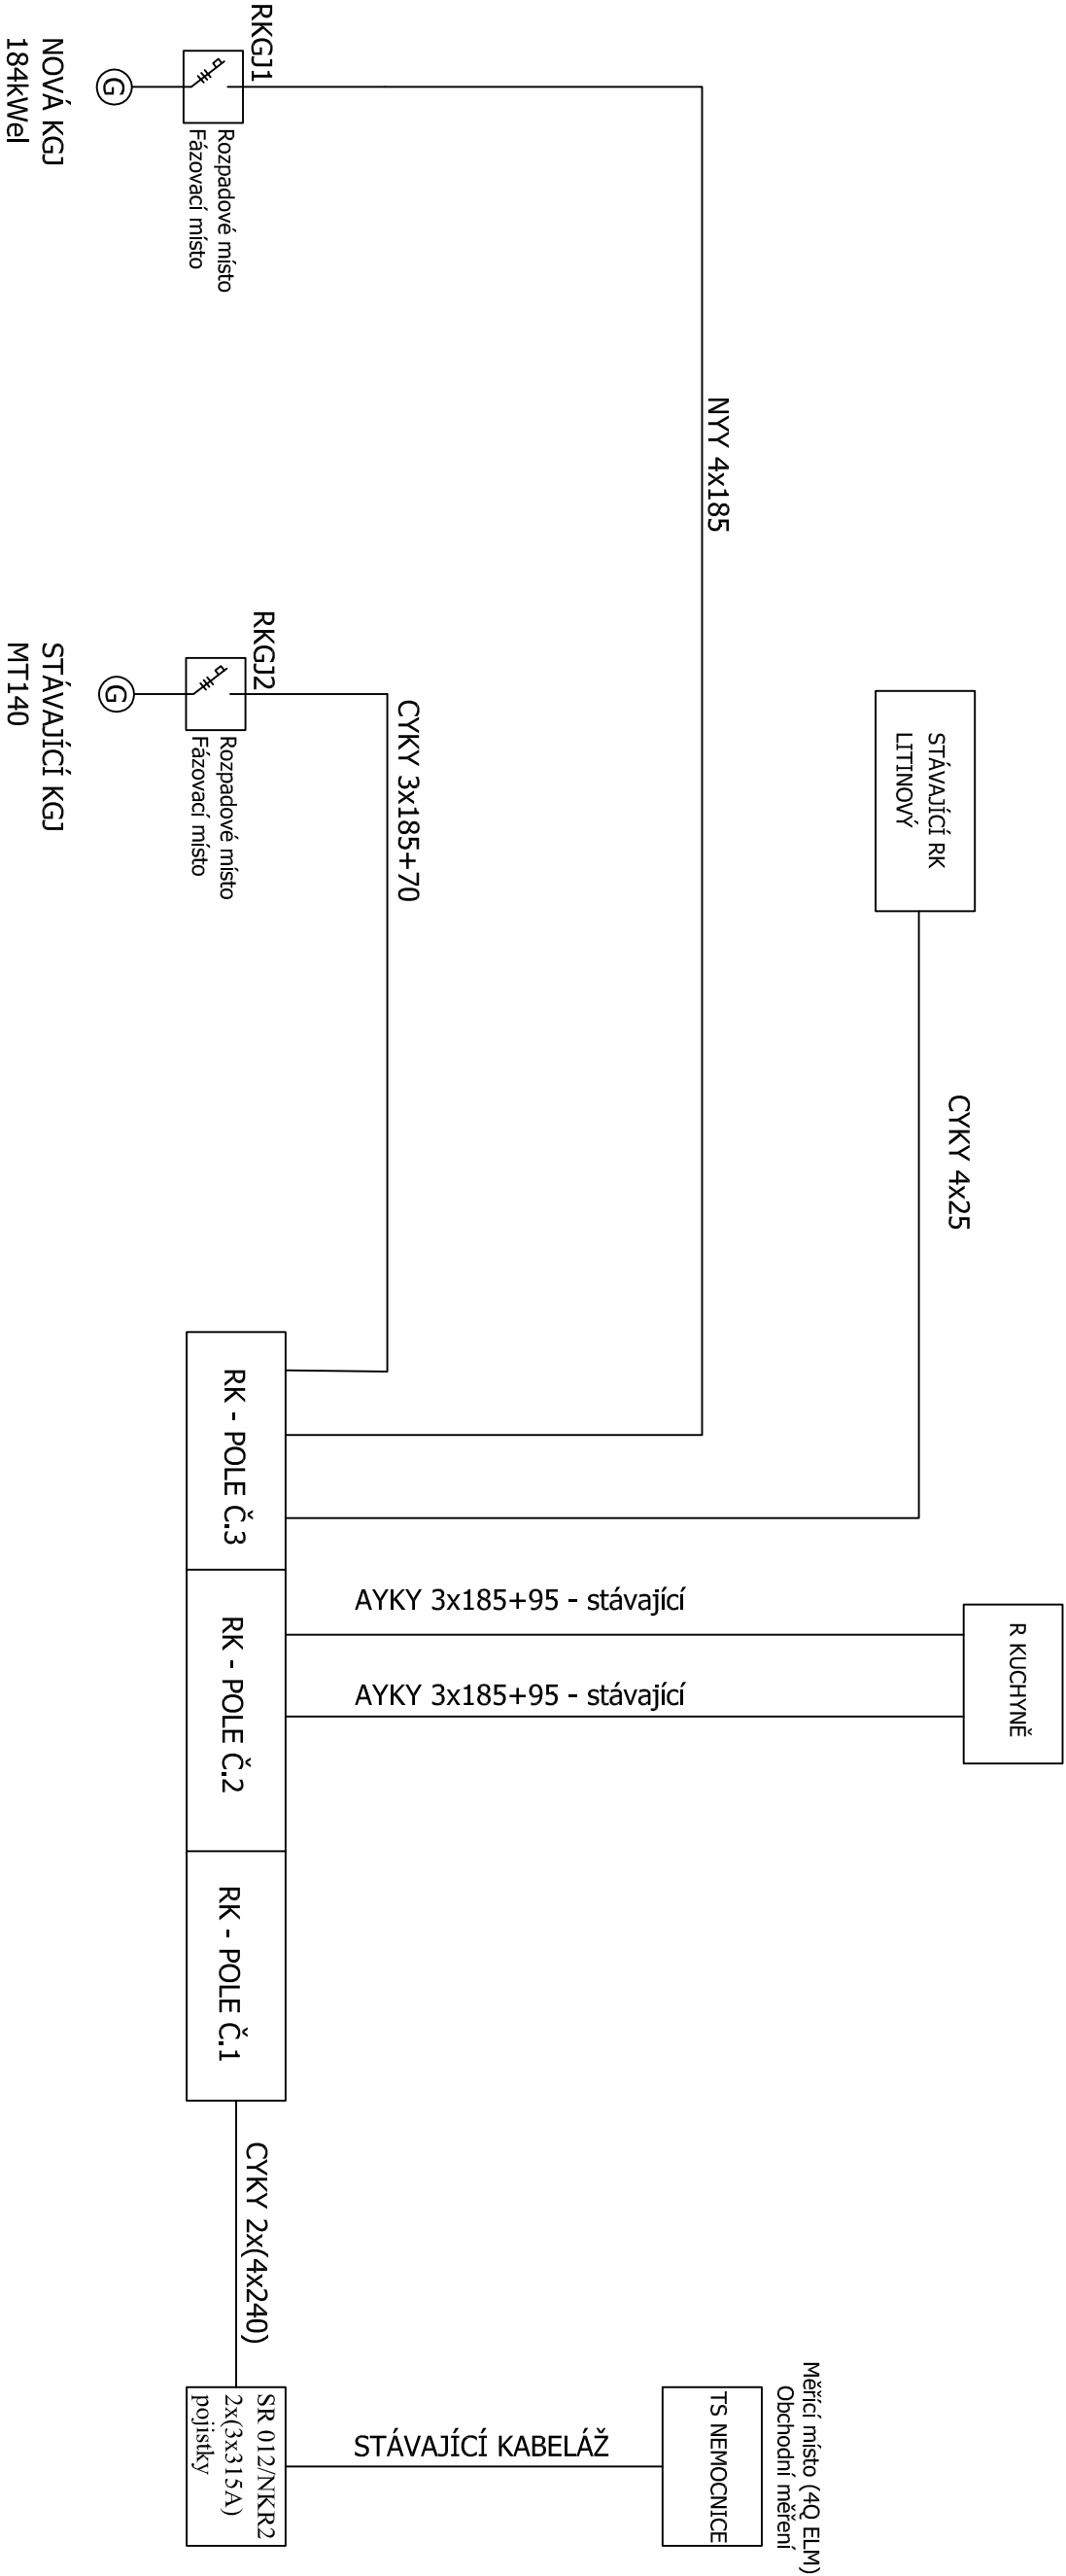 RKGJ1
Rozpadové místo
Fázovací místo
G
NOVÁ KGJ
184kWel
NYY 4x185
RKGJ2
Rozpadové místo
Fázovací místo
G
STÁVAJÍCÍ KGJ
MT140
CYKY 3x185+70
STÁVAJÍCÍ RK
LITINOVÝ
CYKY 4x25
RK - POLE Č.3
RK - POLE Č.2
RK - POLE Č.1
AYKY 3x185+95 - stávající
AYKY 3x185+95 - stávající
R KUCHYNĚ
CYKY 2x(4x240)
SR 012/NKR2
2x(3x315A)
pojistky
STÁVAJÍCÍ KABELÁŽ
TS NEMOCNICE
Měřící místo (4Q ELM)
Obchodní měření